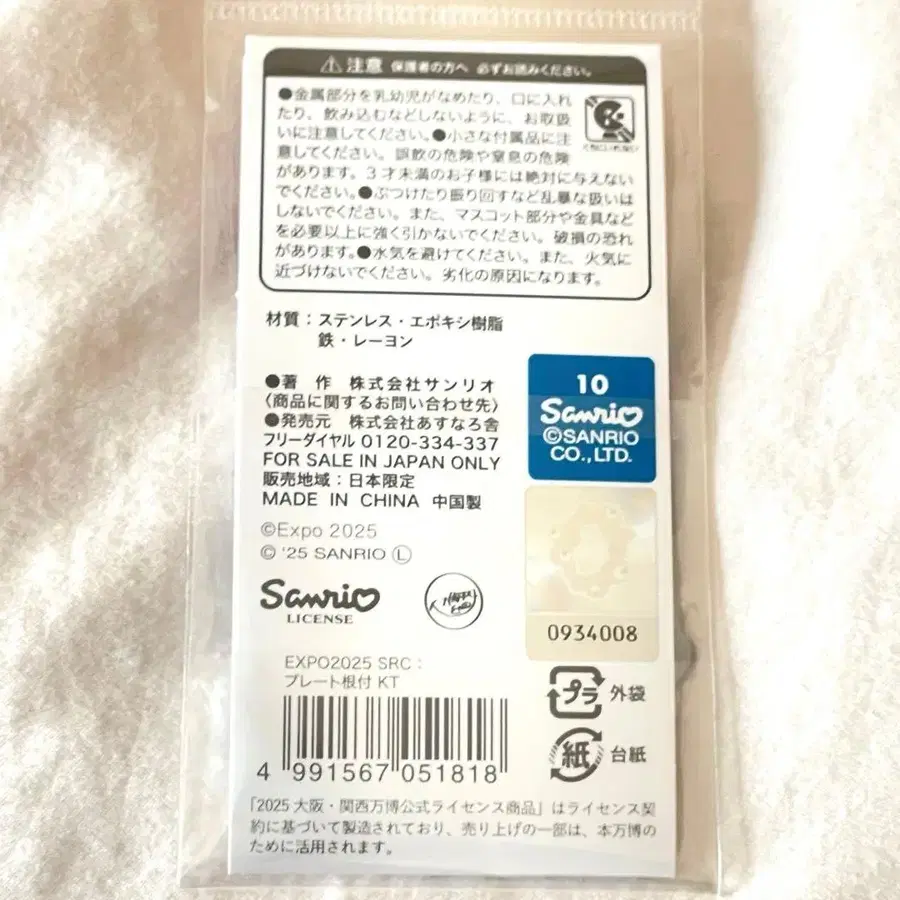 ⚠注意 保護者の方へ 必ずお読みください。
●金属部分を乳幼児がなめたり、口に入れ
たり、飲み込むなどしないように、お取扱
いに注意してください。●小さな付属品に注
意してください。誤飲の危険や窒息の危険
があります。3才未満のお子様には絶対に与えない
でください。●ぶつけたり振り回すなど乱暴な扱いは
しないでください。また、マスコット部分や金具など
を必要以上に強く引かないでください。破損の恐れ
があります。●水気を避けてください。また、火気に
近づけないでください。劣化の原因になります。
材質：ステンレス・エポキシ樹脂
鉄・レーヨン
●著 作 株式会社サンリオ
〈商品に関するお問い合わせ先〉
●発売元 株式会社あすなろ舎
フリーダイヤル 0120-334-337
FOR SALE IN JAPAN ONLY
販売地域：日本限定
MADE IN CHINA 中国製
©Expo 2025
© '25 SANRIO Ⓛ
Sanrio
LICENSE
10
Sanrio
©SANRIO
CO.,LTD.
0934008
EXPO2025 SRC：
プレート根付 KT
4 991567 051818
プラ 外袋
紙 台紙
「2025 大阪・関西万博公式ライセンス商品」はライセンス契
約に基づいて製造されており、売り上げの一部は、本万博の
ために活用されます。